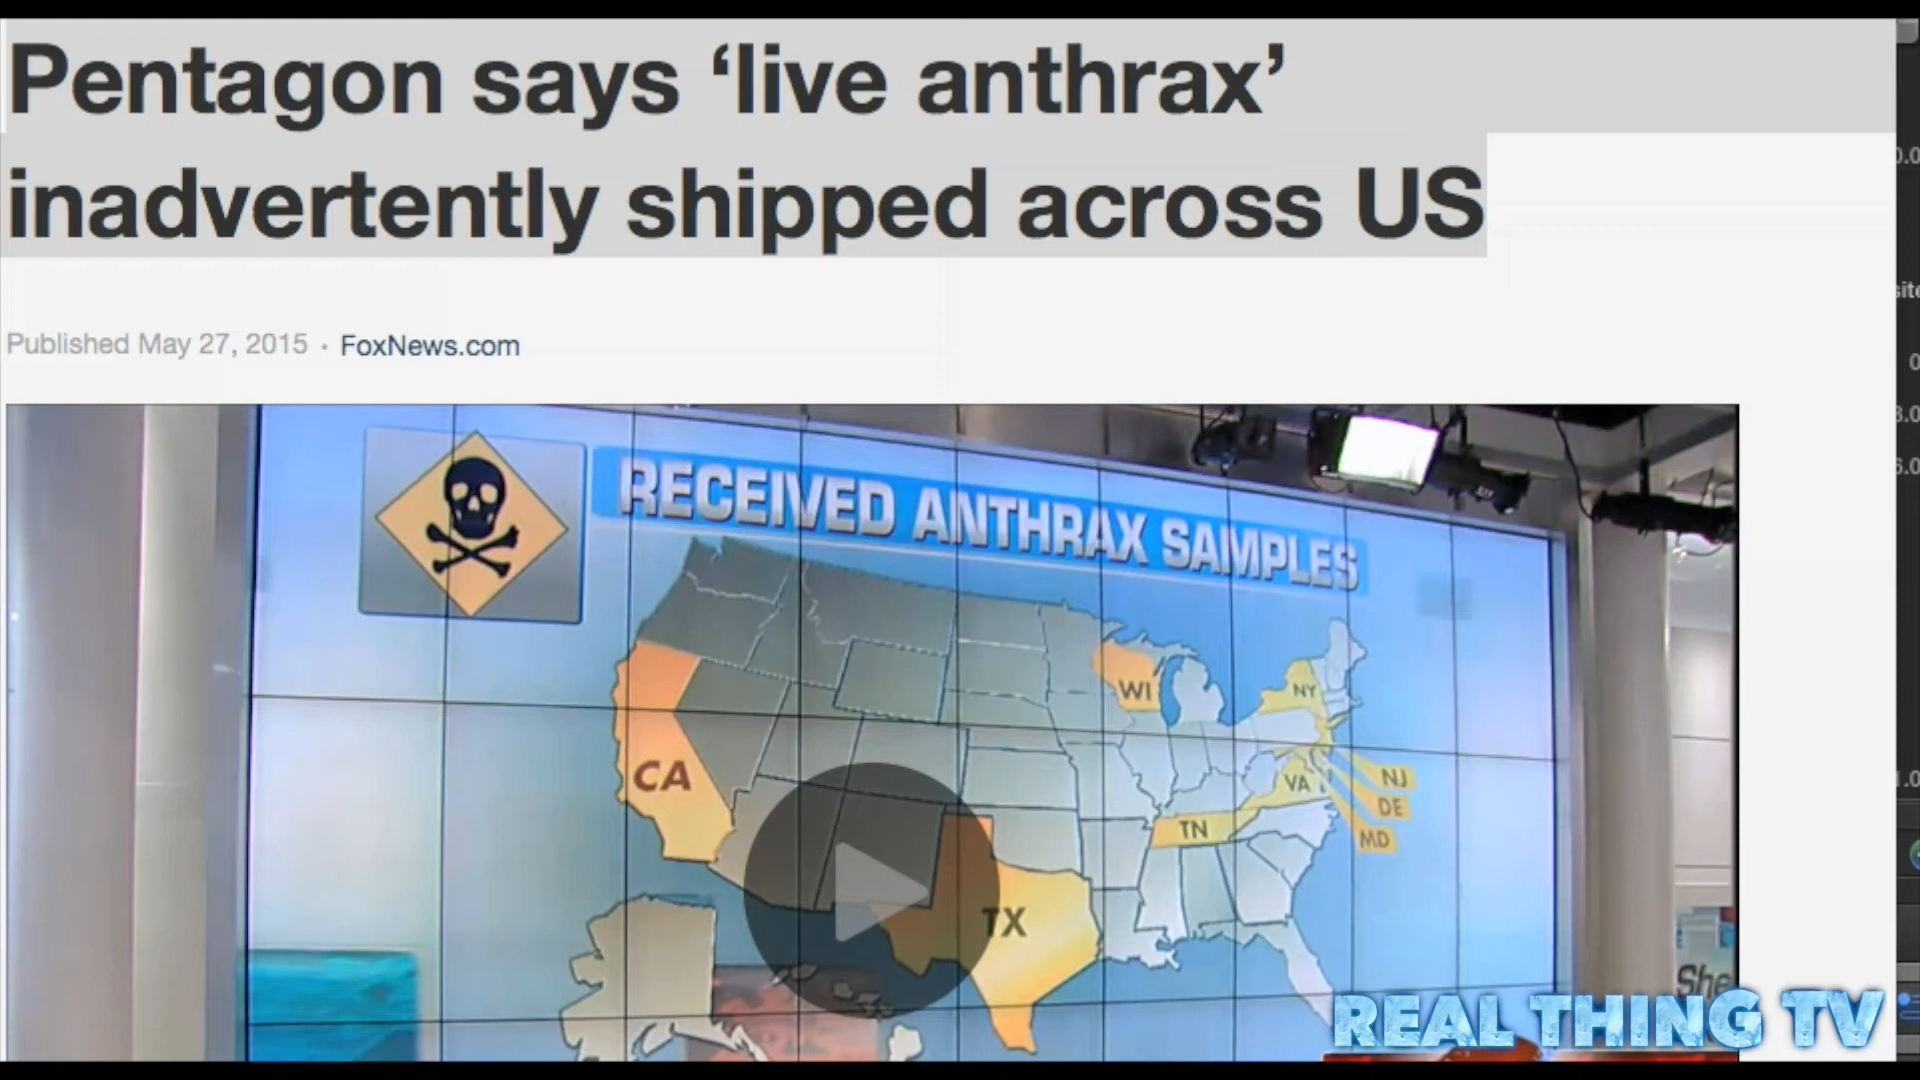 Pentagon says ‘live anthrax’
inadvertently shipped across US
Published May 27, 2015 · FoxNews.com
RECEIVED ANTHRAX SAMPLES
WI
NY
CA
VA
NJ
DE
TN
MD
TX
She
REAL THING TV